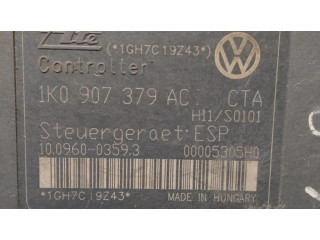 Ate (*1GH7C19Z43*)
Controller
1K0 907 379 AC CTA
H11/S0101
Steuergeraet ESP
10.0960-0359.3 00005305H0
*1GH7C19Z43* MADE IN HUNGARY